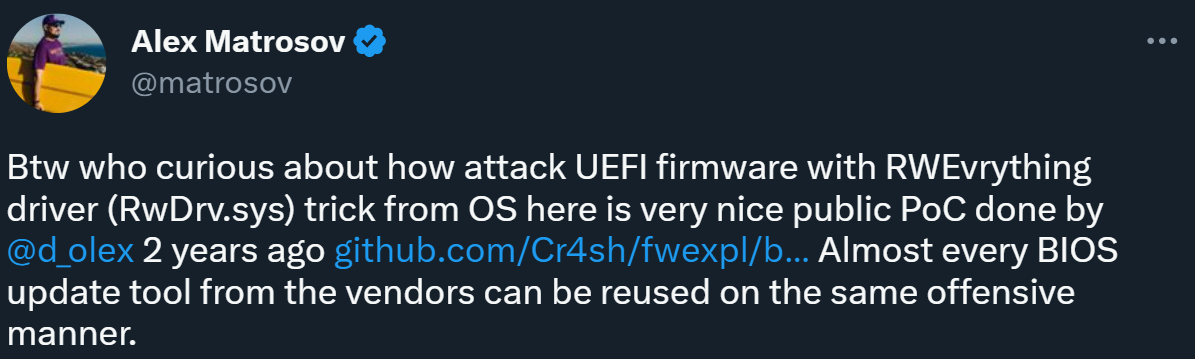 Alex Matrosov
@matrosov
Btw who curious about how attack UEFI firmware with RWEvrything
driver (RwDrv.sys) trick from OS here is very nice public PoC done by
@d_olex 2 years ago github.com/Cr4sh/fwexpl/b... Almost every BIOS
update tool from the vendors can be reused on the same offensive
manner.